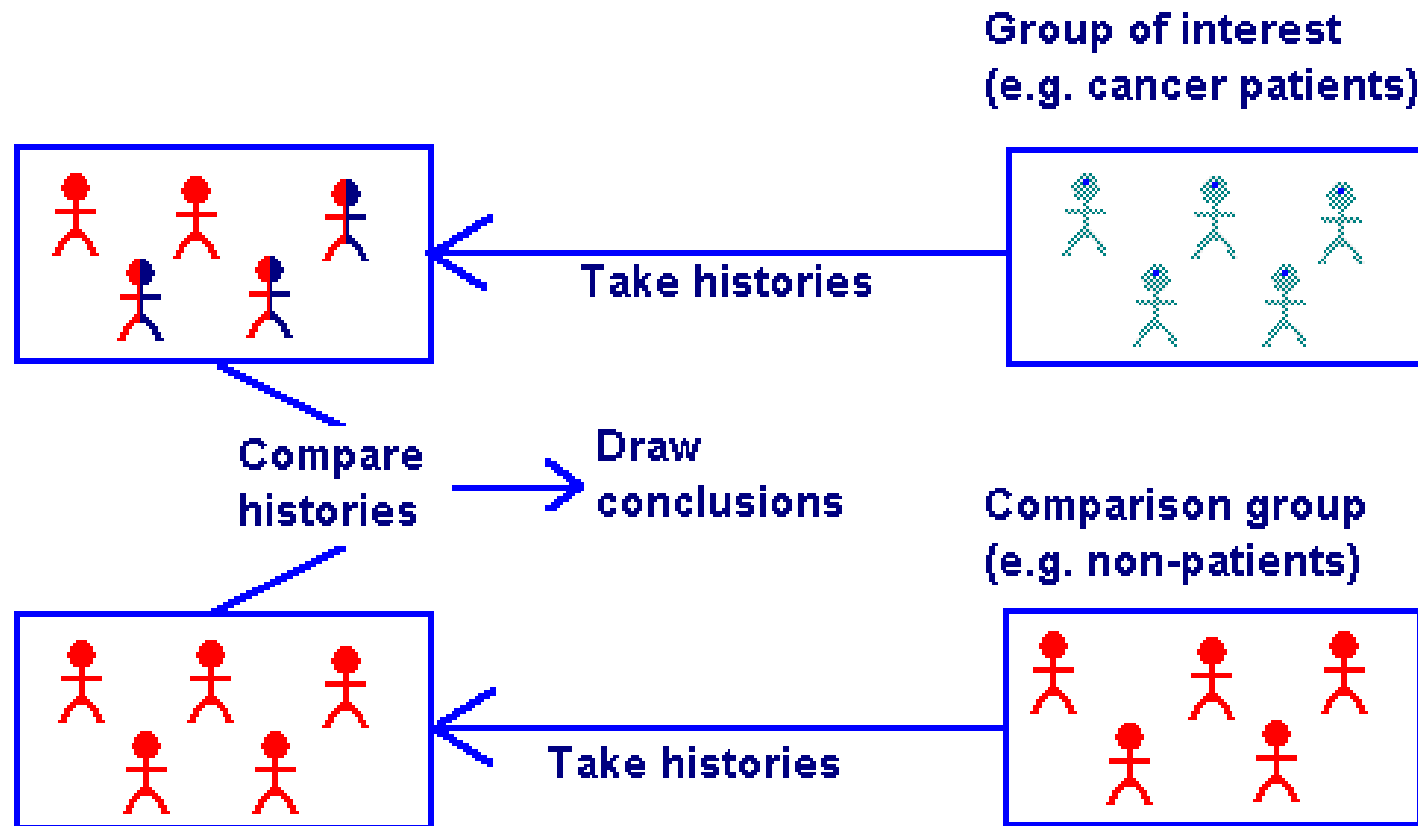 Group of interest
(e.g. cancer patients)
Take histories
Compare
histories
Draw
conclusions
Comparison group
(e.g. non-patients)
Take histories